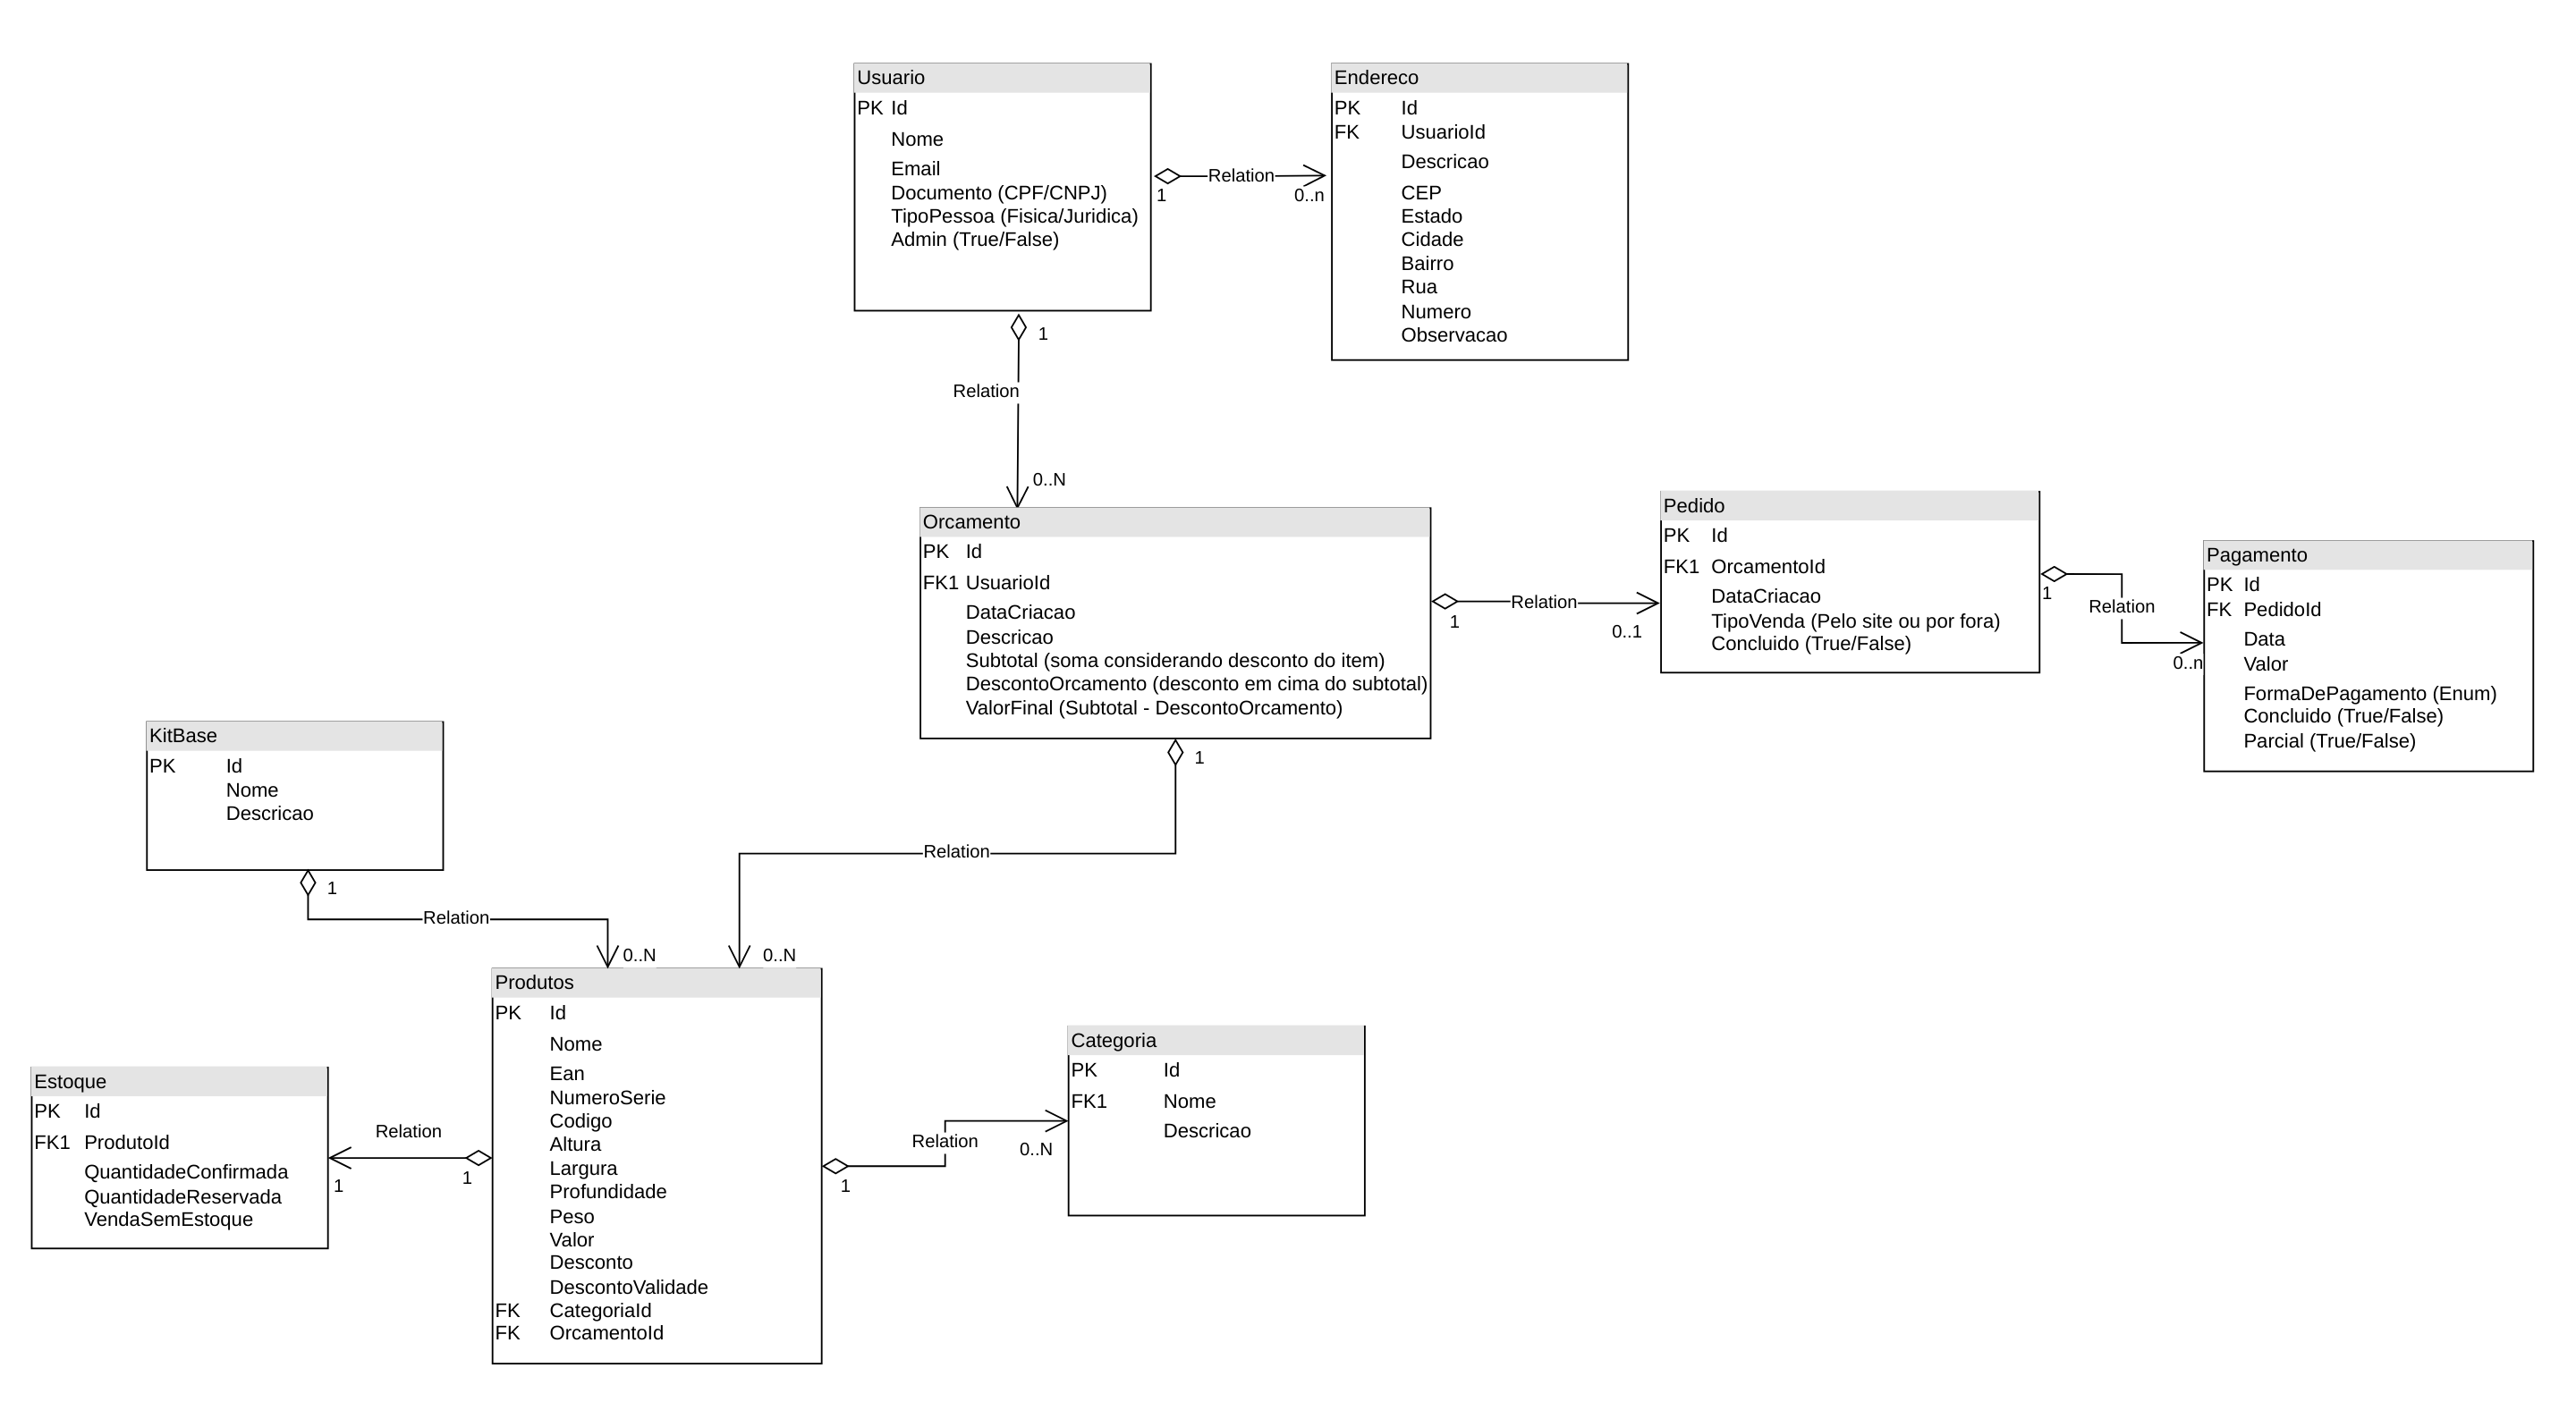 Usuario
PK Id
Nome
Email
Documento (CPF/CNPJ)
TipoPessoa (Fisica/Juridica)
Admin (True/False)
1
Relation
0..n
Endereco
PK Id
FK UsuarioId
Descricao
CEP
Estado
Cidade
Bairro
Rua
Numero
Observacao
1
Relation
0..N
Orcamento
PK Id
FK1 UsuarioId
DataCriacao
Descricao
Subtotal (soma considerando desconto do item)
DescontoOrcamento (desconto em cima do subtotal)
ValorFinal (Subtotal - DescontoOrcamento)
1
Relation
0..1
Pedido
PK Id
FK1 OrcamentoId
DataCriacao
TipoVenda (Pelo site ou por fora)
Concluido (True/False)
1
Relation
0..n
Pagamento
PK Id
FK PedidoId
Data
Valor
FormaDePagamento (Enum)
Concluido (True/False)
Parcial (True/False)
KitBase
PK Id
Nome
Descricao
1
Relation
0..N
1
Relation
0..N
Produtos
PK Id
Nome
Ean
NumeroSerie
Codigo
Altura
Largura
Profundidade
Peso
Valor
Desconto
DescontoValidade
FK CategoriaId
FK OrcamentoId
Estoque
PK Id
FK1 ProdutoId
QuantidadeConfirmada
QuantidadeReservada
VendaSemEstoque
Relation
1
1
1
Relation
0..N
Categoria
PK Id
FK1 Nome
Descricao